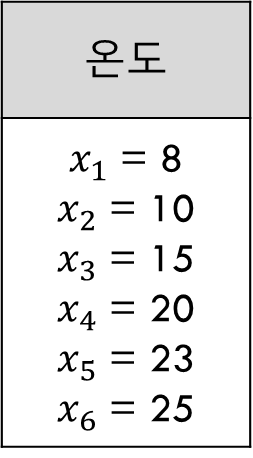 온도
x₁ = 8
x₂ = 10
x₃ = 15
x₄ = 20
x₅ = 23
x₆ = 25